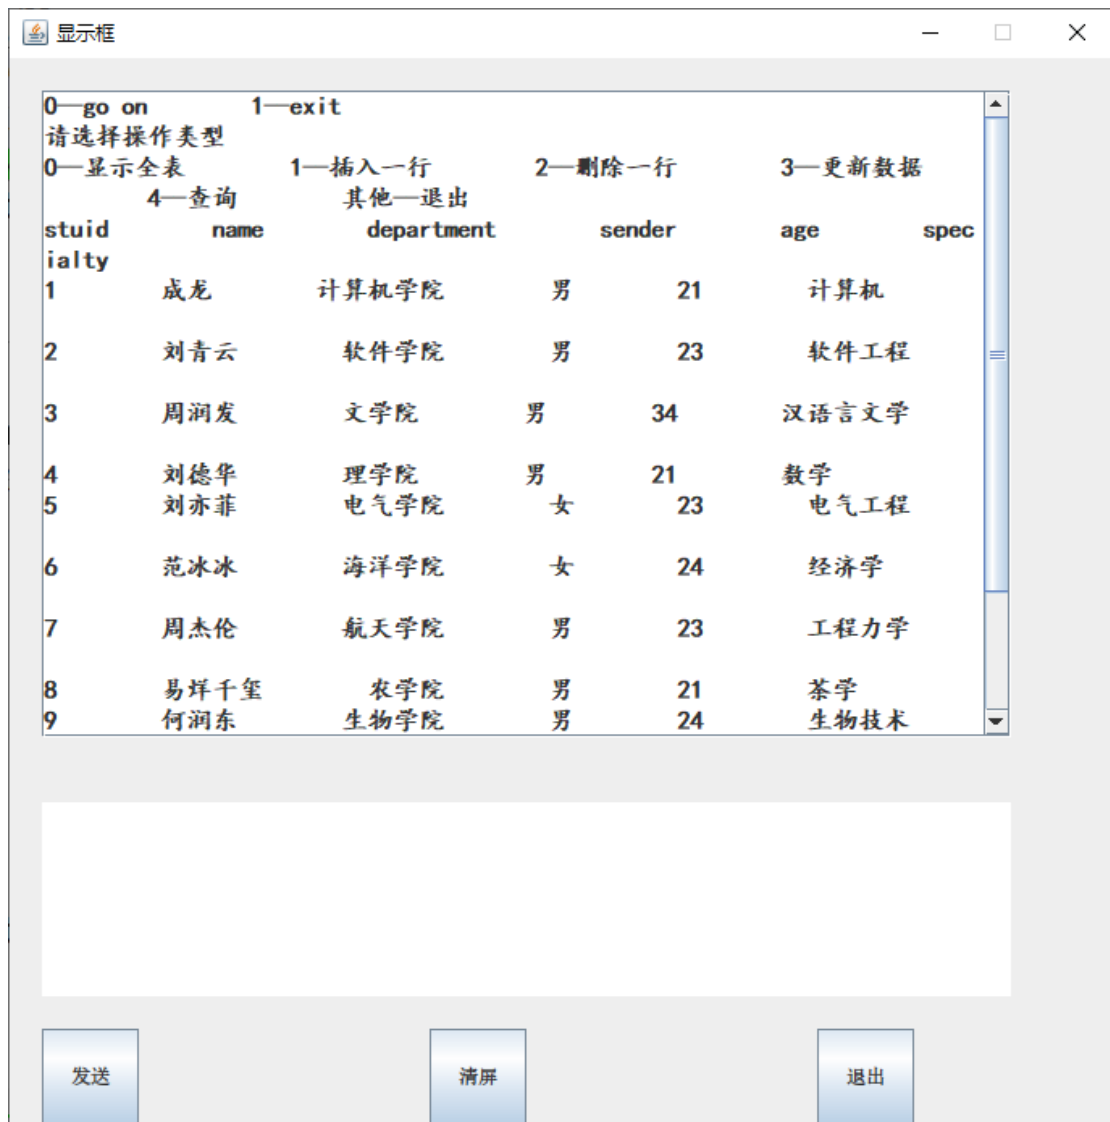 显示框
0—go on 1—exit
请选择操作类型
0—显示全表 1—插入一行 2—删除一行 3—更新数据
4—查询 其他—退出
stuid name department sender age spec
ialty
1 成龙 计算机学院 男 21 计算机
2 刘青云 软件学院 男 23 软件工程
3 周润发 文学院 男 34 汉语言文学
4 刘德华 理学院 男 21 数学
5 刘亦菲 电气学院 女 23 电气工程
6 范冰冰 海洋学院 女 24 经济学
7 周杰伦 航天学院 男 23 工程力学
8 易烊千玺 农学院 男 21 茶学
9 何润东 生物学院 男 24 生物技术
发送 清屏 退出